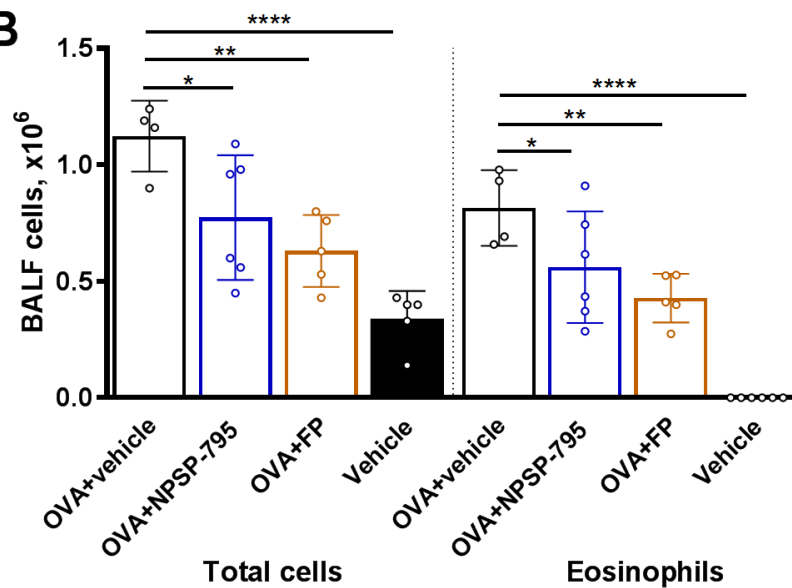 B
****
**
*
****
**
*
BALF cells, x10⁶
1.5
1.0
0.5
0.0
OVA+vehicle
OVA+NPSP-795
OVA+FP
Vehicle
OVA+vehicle
OVA+NPSP-795
OVA+FP
Vehicle
Total cells
Eosinophils